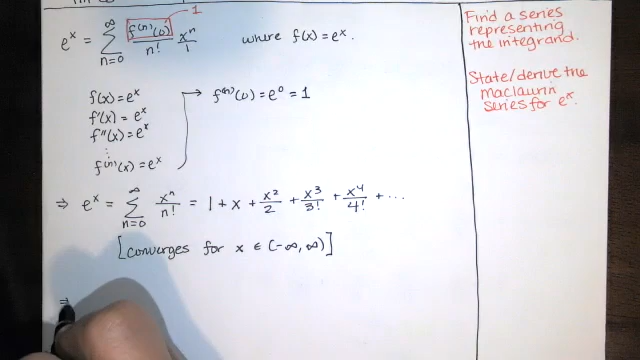 e^x = ∞ Σ n=0 f^(n)(0) / n! x^n / 1 where f(x) = e^x.
1
f(x) = e^x
f'(x) = e^x
f''(x) = e^x
⋮
f^(n)(x) = e^x
→ f^(n)(0) = e^0 = 1
⇒ e^x = ∞ Σ n=0 x^n / n! = 1 + x + x^2/2 + x^3/3! + x^4/4! + ...
[converges for x ∈ (-∞, ∞)]
⇒
Find a series
representing
the integrand.
State/derive the
maclaurin
series for e^x.